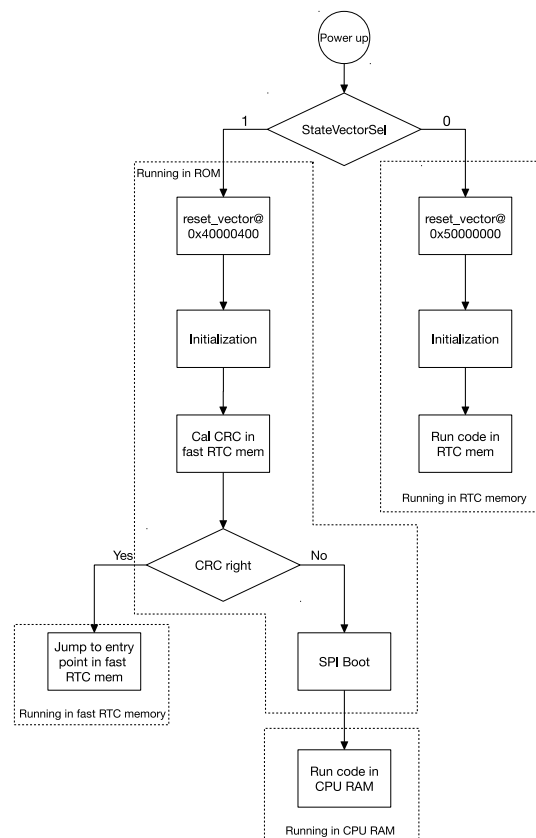 Power up
StateVectorSel
1
0
Running in ROM
reset_vector@
0x40000400
reset_vector@
0x50000000
Initialization
Initialization
Cal CRC in
fast RTC mem
Run code in
RTC mem
Running in RTC memory
Yes
CRC right
No
Jump to entry
point in fast
RTC mem
Running in fast RTC memory
SPI Boot
Run code in
CPU RAM
Running in CPU RAM